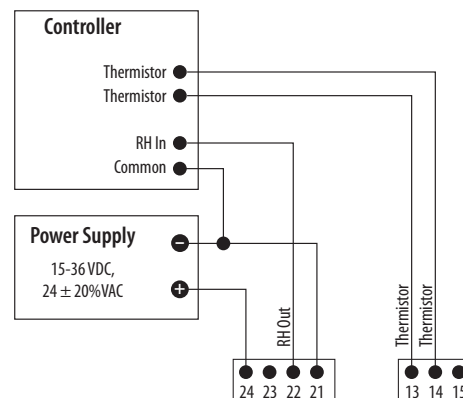 Controller
Thermistor
Thermistor
RH In
Common
Power Supply
15-36 VDC,
24 ± 20%VAC
RH Out
Thermistor
Thermistor
24 23 22 21
13 14 15